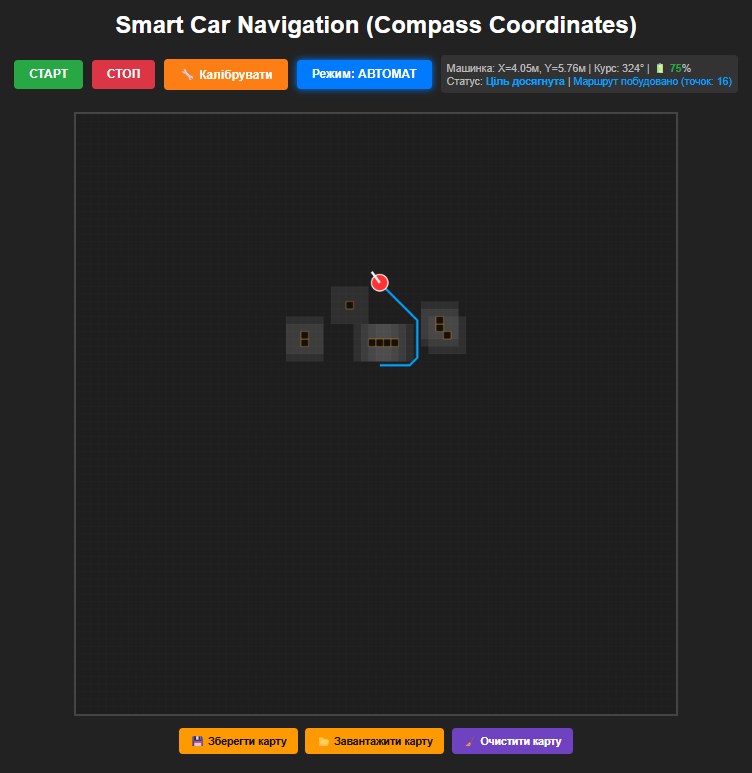 Smart Car Navigation (Compass Coordinates)
СТАРТ
СТОП
🔧 Калібрувати
Режим: АВТОМАТ
Машинка: X=4.05м, Y=5.76м | Курс: 324° | 🔋 75%
Статус: Ціль досягнута | Маршрут побудовано (точок: 16)
💾 Зберегти карту
📂 Завантажити карту
🧹 Очистити карту